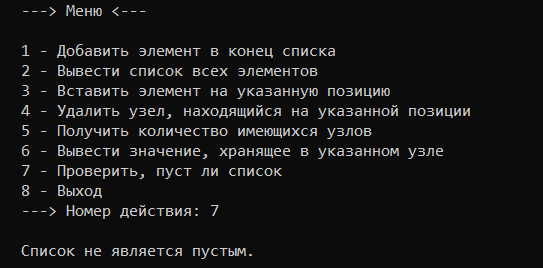 ---> Меню <---
1 - Добавить элемент в конец списка
2 - Вывести список всех элементов
3 - Вставить элемент на указанную позицию
4 - Удалить узел, находящийся на указанной позиции
5 - Получить количество имеющихся узлов
6 - Вывести значение, хранящее в указанном узле
7 - Проверить, пуст ли список
8 - Выход
---> Номер действия: 7
Список не является пустым.